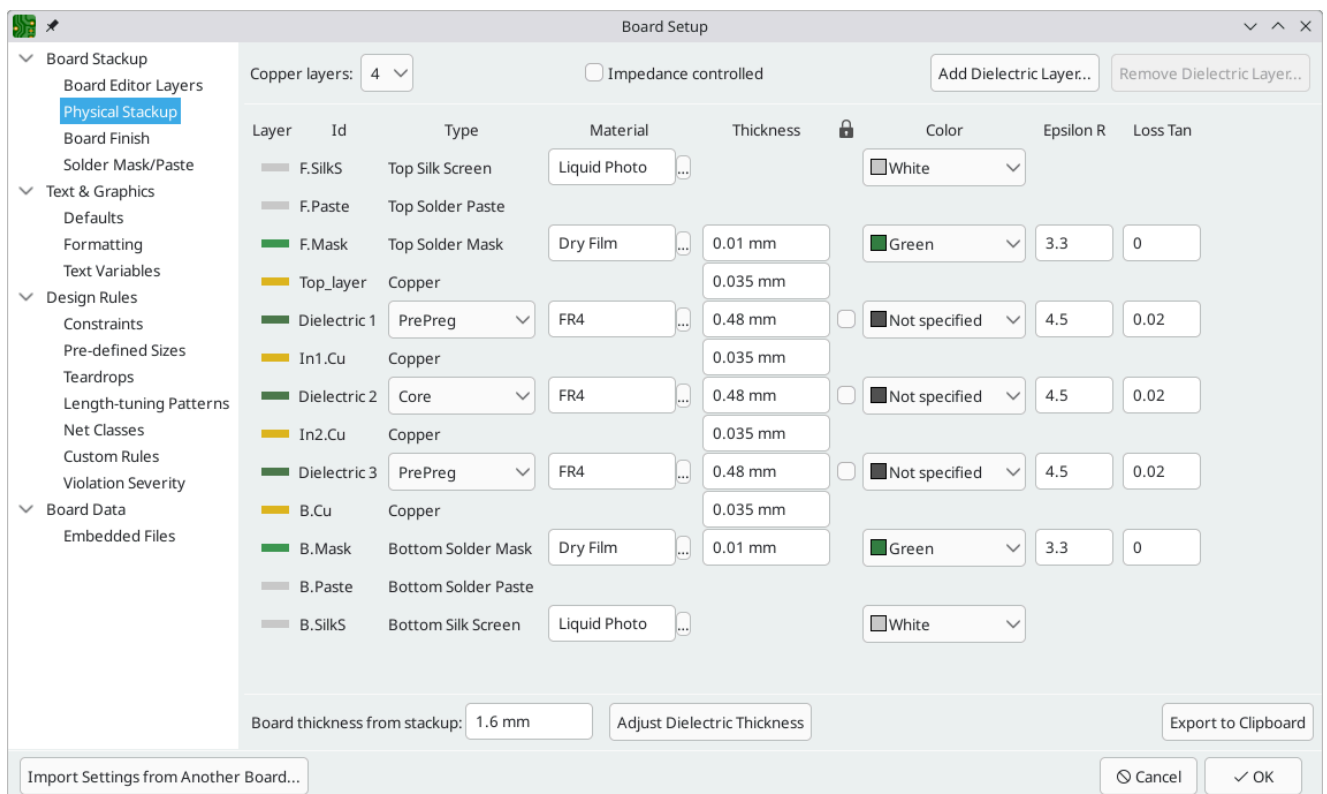 Board Setup
Board Stackup
Board Editor Layers
Physical Stackup
Board Finish
Solder Mask/Paste
Text & Graphics
Defaults
Formatting
Text Variables
Design Rules
Constraints
Pre-defined Sizes
Teardrops
Length-tuning Patterns
Net Classes
Custom Rules
Violation Severity
Board Data
Embedded Files
Copper layers: 4 Impedance controlled Add Dielectric Layer... Remove Dielectric Layer...
Layer Id Type Material Thickness Color Epsilon R Loss Tan
F.SilkS Top Silk Screen Liquid Photo ... White
F.Paste Top Solder Paste
F.Mask Top Solder Mask Dry Film ... 0.01 mm Green 3.3 0
Top_layer Copper 0.035 mm
Dielectric 1 PrePreg FR4 ... 0.48 mm Not specified 4.5 0.02
In1.Cu Copper 0.035 mm
Dielectric 2 Core FR4 ... 0.48 mm Not specified 4.5 0.02
In2.Cu Copper 0.035 mm
Dielectric 3 PrePreg FR4 ... 0.48 mm Not specified 4.5 0.02
B.Cu Copper 0.035 mm
B.Mask Bottom Solder Mask Dry Film ... 0.01 mm Green 3.3 0
B.Paste Bottom Solder Paste
B.SilkS Bottom Silk Screen Liquid Photo ... White
Board thickness from stackup: 1.6 mm Adjust Dielectric Thickness Export to Clipboard
Import Settings from Another Board... Cancel OK